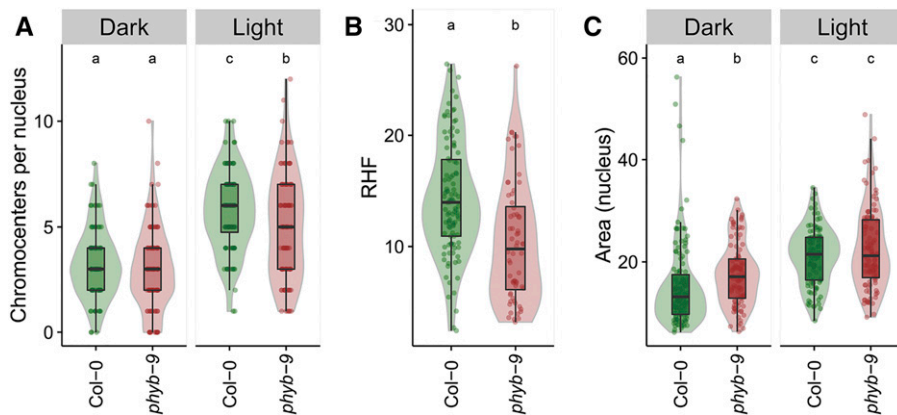 A
Dark
Light
Chromocenters per nucleus
10
5
0
a
a
c
b
Col-0
phyb-9
Col-0
phyb-9
B
RHF
30
20
10
a
b
Col-0
phyb-9
C
Dark
Light
Area (nucleus)
60
40
20
a
b
c
c
Col-0
phyb-9
Col-0
phyb-9